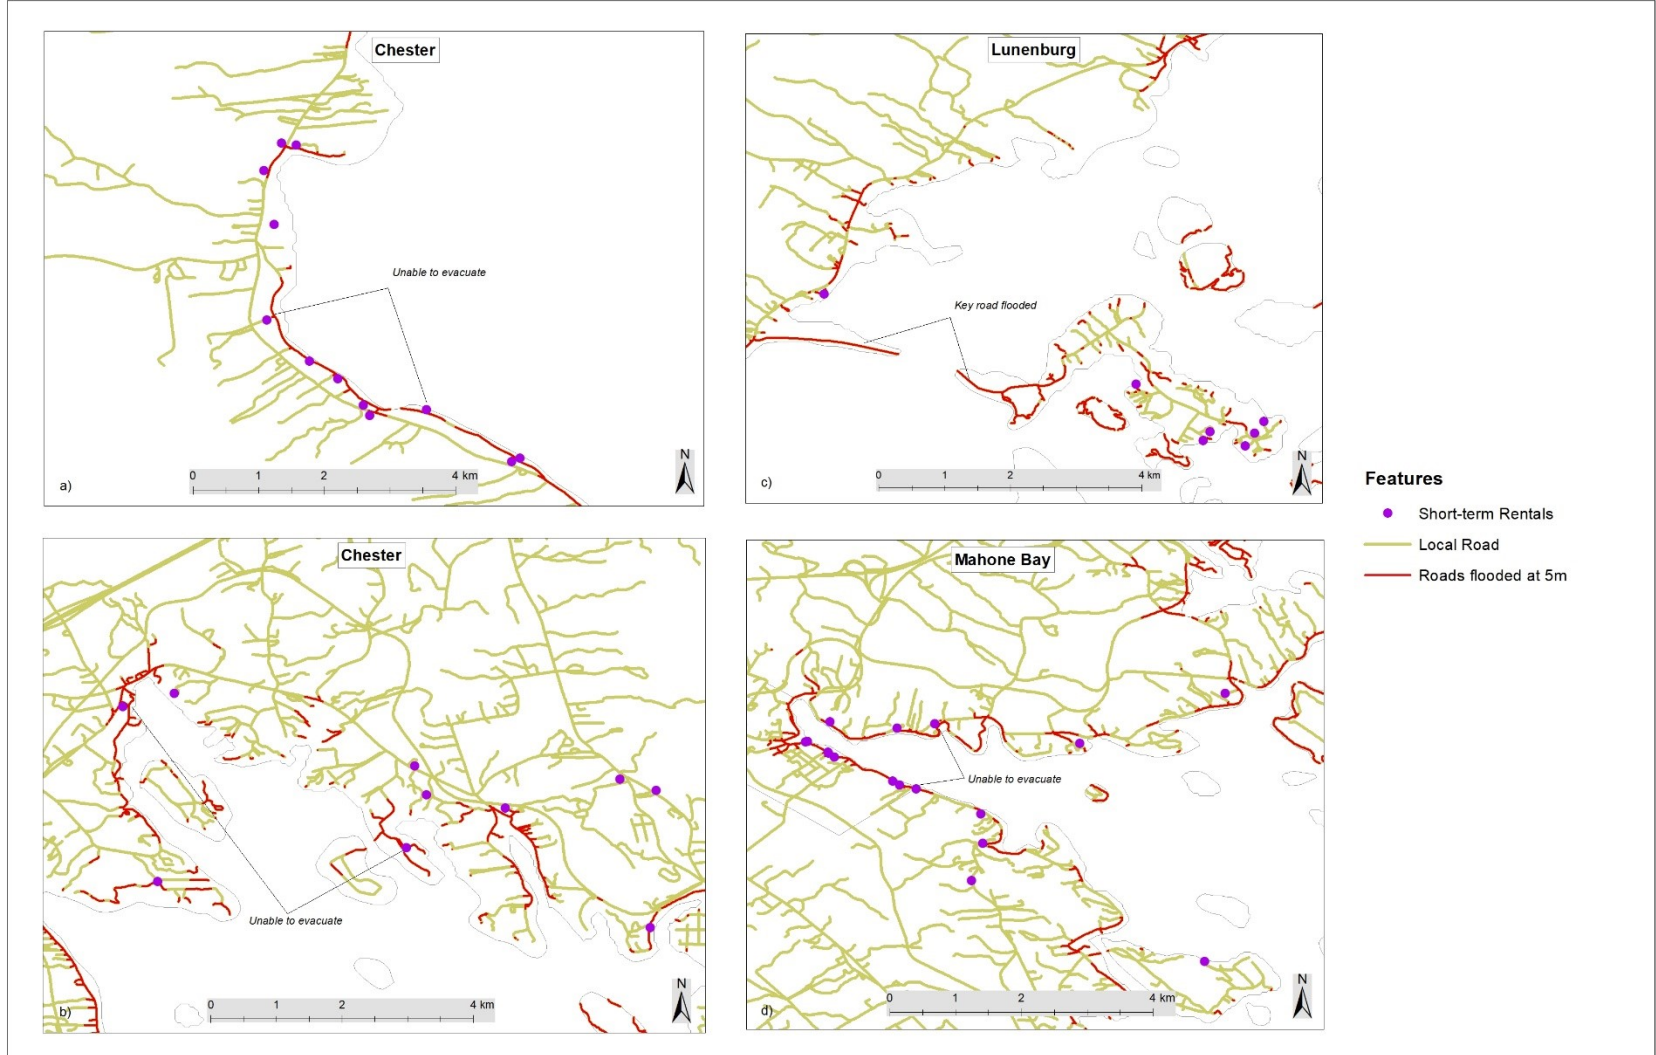 Chester
Unable to evacuate
N
0 1 2 4 km
a)
Lunenburg
Key road flooded
N
0 1 2 4 km
c)
Features
Short-term Rentals
Local Road
Roads flooded at 5m
Chester
Unable to evacuate
N
0 1 2 4 km
b)
Mahone Bay
Unable to evacuate
N
0 1 2 4 km
d)